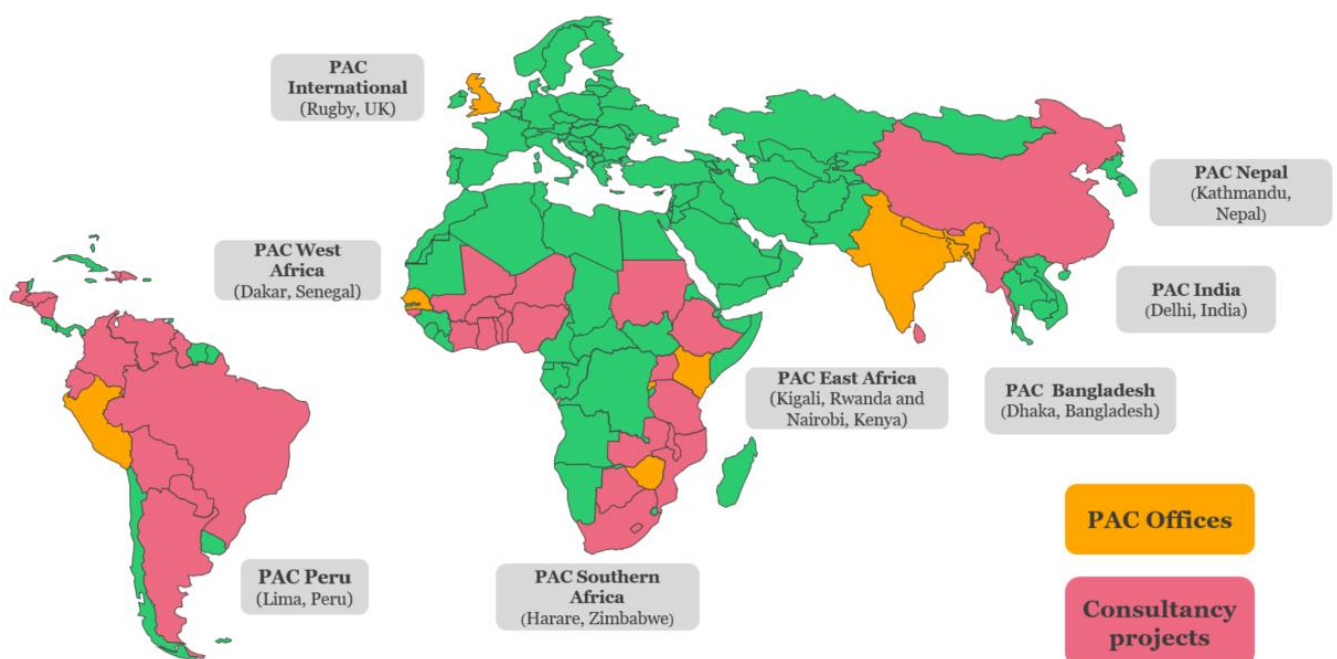 PAC
International
(Rugby, UK)
PAC Nepal
(Kathmandu,
Nepal)
PAC West
Africa
(Dakar, Senegal)
PAC India
(Delhi, India)
PAC East Africa
(Kigali, Rwanda and
Nairobi, Kenya)
PAC  Bangladesh
(Dhaka, Bangladesh)
PAC Offices
PAC Peru
(Lima, Peru)
PAC Southern
Africa
(Harare, Zimbabwe)
Consultancy
projects